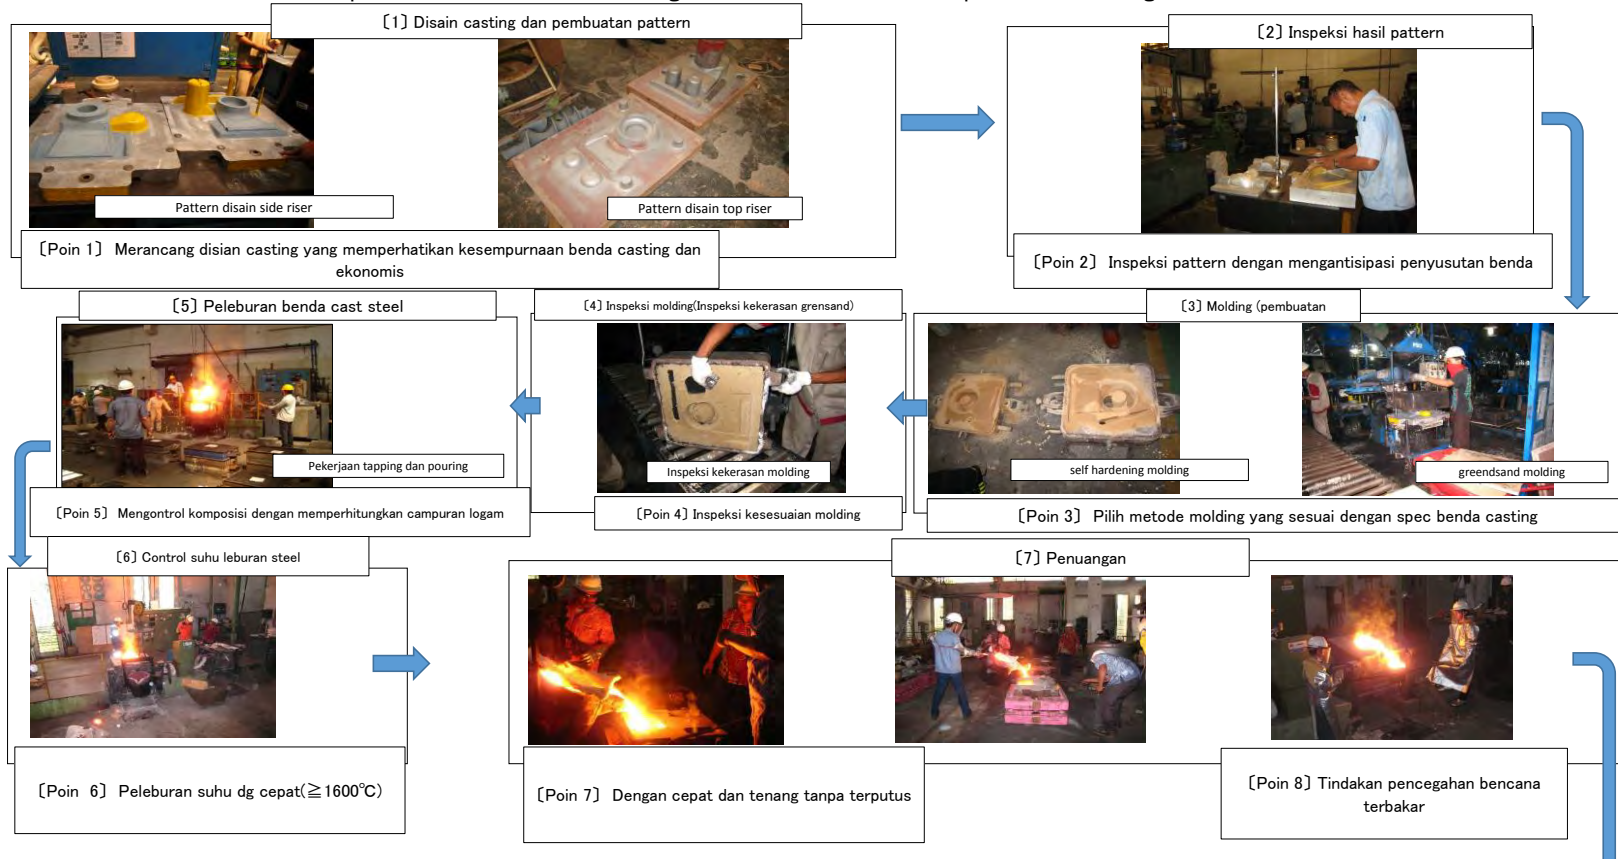 〔1〕Disain casting dan pembuatan pattern
Pattern disain side riser
Pattern disain top riser
〔Poin 1〕 Merancang disian casting yang memperhatikan kesempurnaan benda casting dan
ekonomis
〔2〕Inspeksi hasil pattern
〔Poin 2〕 Inspeksi pattern dengan mengantisipasi penyusutan benda
〔3〕Molding (pembuatan
self hardening molding
greendsand molding
〔Poin 3〕 Pilih metode molding yang sesuai dengan spec benda casting
〔4〕Inspeksi molding(Inspeksi kekerasan grensand)
Inspeksi kekerasan molding
〔Poin 4〕Inspeksi kesesuaian molding
〔5〕Peleburan benda cast steel
Pekerjaan tapping dan pouring
〔Poin 5〕 Mengontrol komposisi dengan memperhitungkan campuran logam
〔6〕Control suhu leburan steel
〔Poin 6〕 Peleburan suhu dg cepat(≧1600℃)
〔7〕Penuangan
〔Poin 7〕 Dengan cepat dan tenang tanpa terputus
〔Poin 8〕Tindakan pencegahan bencana
terbakar